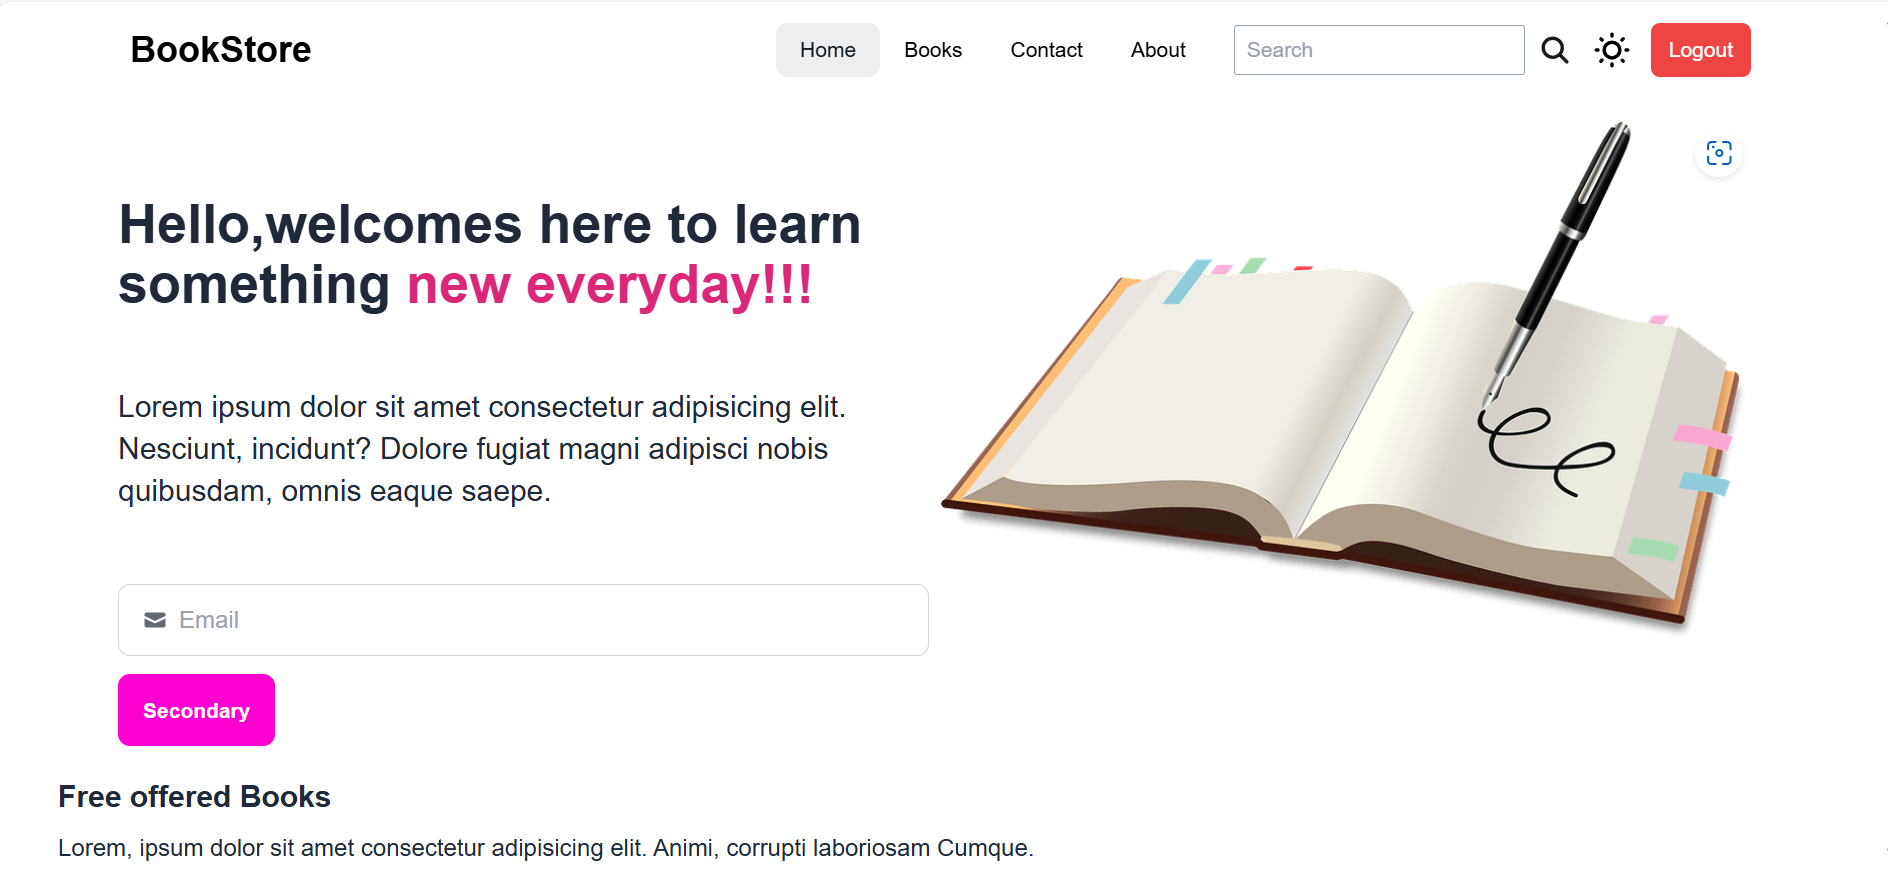 BookStore
Home Books Contact About Search Logout
Hello,welcomes here to learn
something new everyday!!!
Lorem ipsum dolor sit amet consectetur adipisicing elit.
Nesciunt, incidunt? Dolore fugiat magni adipisci nobis
quibusdam, omnis eaque saepe.
Email
Secondary
Free offered Books
Lorem, ipsum dolor sit amet consectetur adipisicing elit. Animi, corrupti laboriosam Cumque.